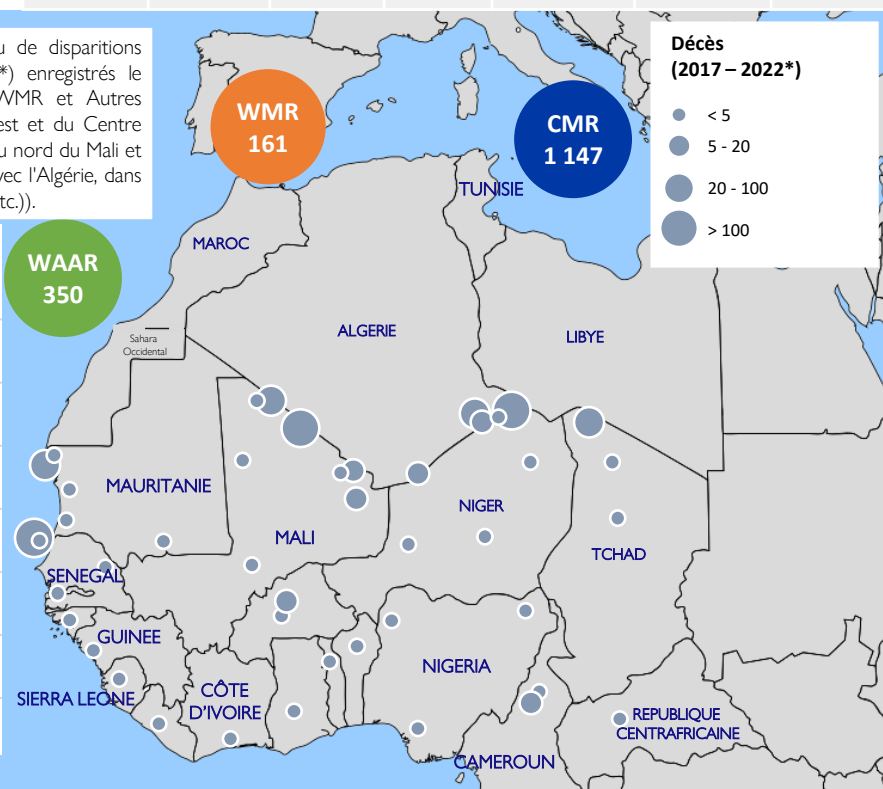 u de disparitions
*) enregistrés le
WMR et Autres
est et du Centre
u nord du Mali et
vec l'Algérie, dans
tc.)).
WMR
161
CMR
1 147
Décès
(2017 – 2022*)
< 5
5 - 20
20 - 100
> 100
WAAR
350
TUNISIE
MAROC
ALGERIE
LIBYE
Sahara
Occidental
MAURITANIE
MALI
NIGER
TCHAD
SENEGAL
GUINEE
SIERRA LEONE
CÔTE
D'IVOIRE
NIGERIA
REPUBLIQUE
CENTRAFRICAINE
CAMEROUN